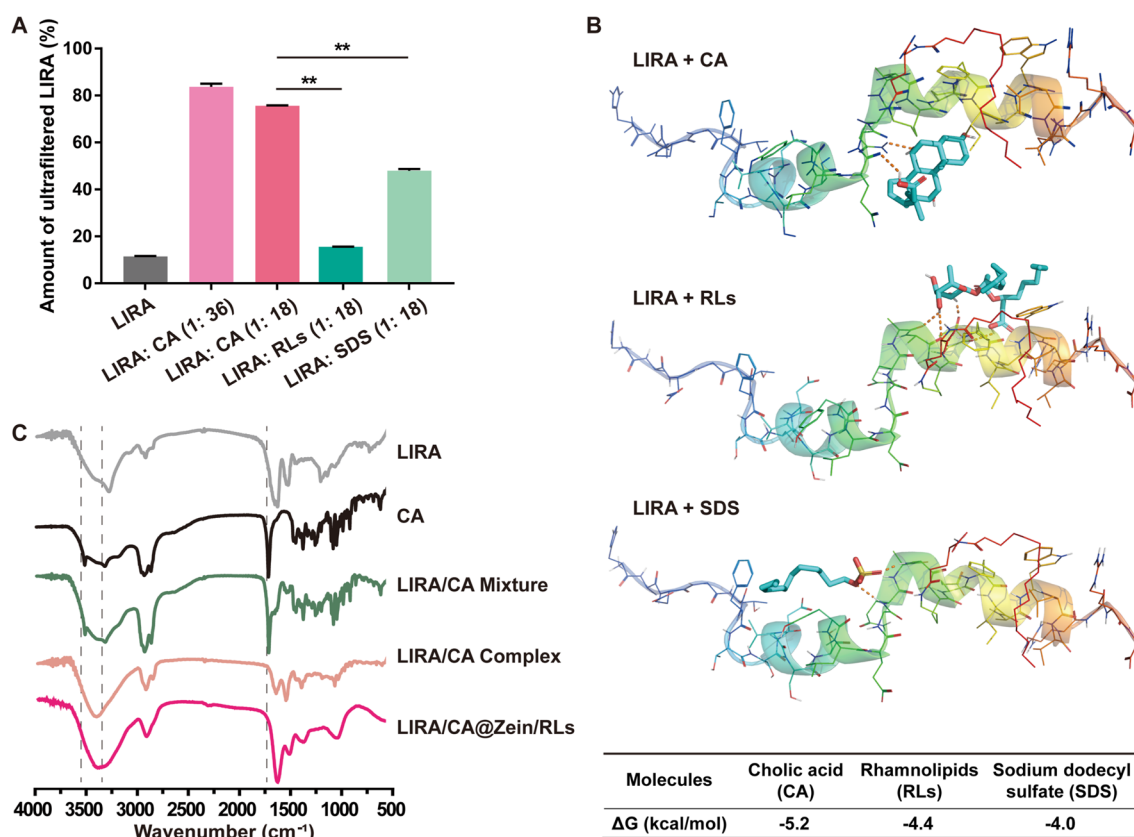 A
Amount of ultrafiltered LIRA (%)
100
80
60
40
20
0
**
**
LIRA
LIRA: CA (1: 36)
LIRA: CA (1: 18)
LIRA: RLs (1: 18)
LIRA: SDS (1: 18)
B
LIRA + CA
LIRA + RLs
LIRA + SDS
C
LIRA
CA
LIRA/CA Mixture
LIRA/CA Complex
LIRA/CA@Zein/RLs
4000 3500 3000 2500 2000 1500 1000 500
Wavenumber (cm⁻¹)
Molecules Cholic acid (CA) Rhamnolipids (RLs) Sodium dodecyl sulfate (SDS)
ΔG (kcal/mol) -5.2 -4.4 -4.0